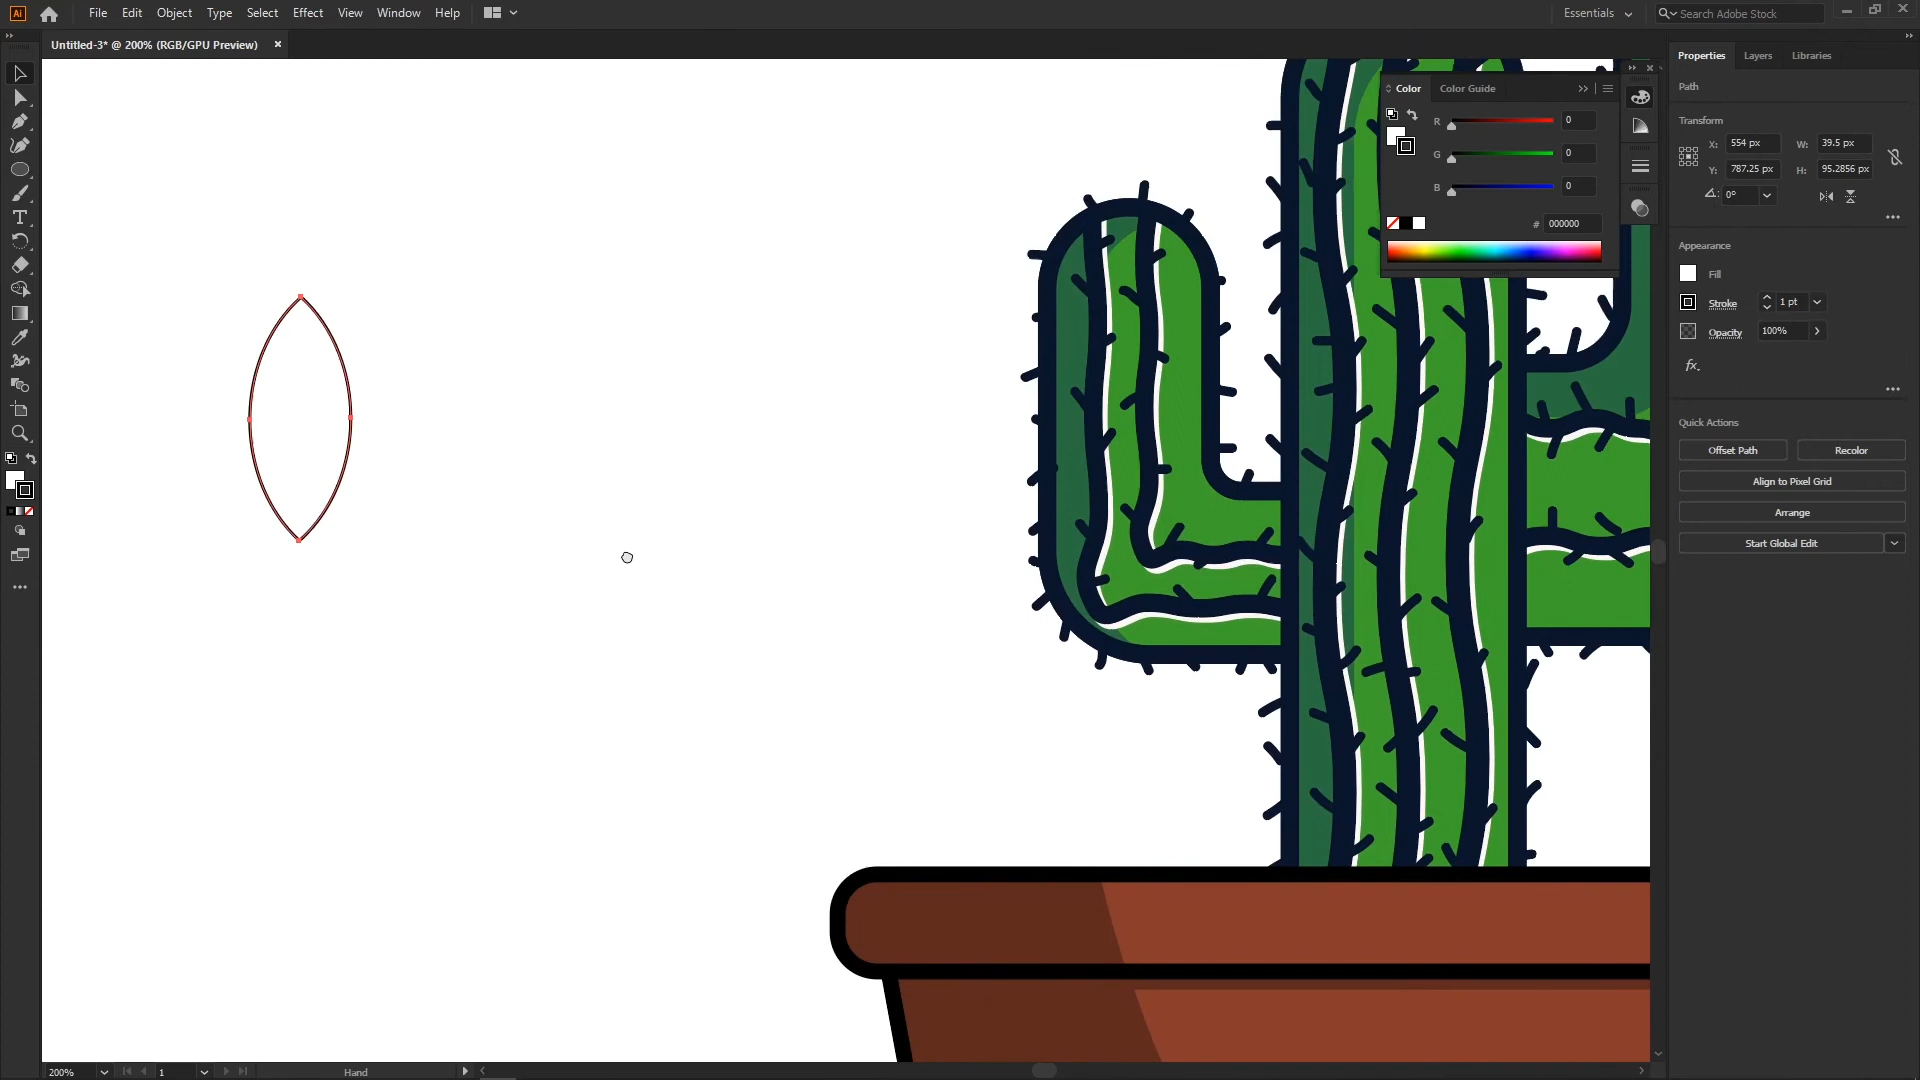 Ai File Edit Object Type Select Effect View Window Help Essentials Search Adobe Stock
Untitled-3* @ 200% (RGB/GPU Preview) ×
Color Color Guide
R 0
G 0
B 0
# 000000
Properties Layers Libraries
Path
Transform
X: 554 px W: 39.5 px
Y: 787.25 px H: 95.2856 px
0°
Appearance
Fill
Stroke 1 pt
Opacity 100%
fx.
Quick Actions
Offset Path Recolor
Align to Pixel Grid
Arrange
Start Global Edit
200% 1 Hand